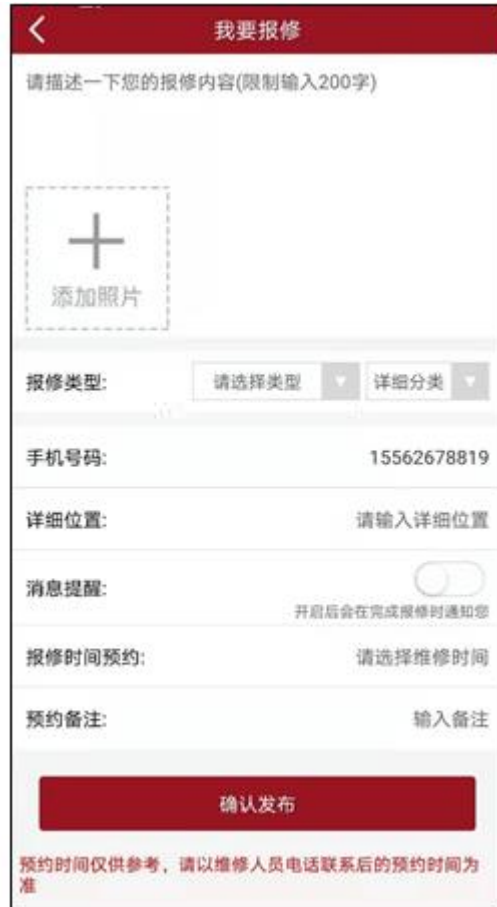 我要报修
请描述一下您的报修内容(限制输入200字)
添加照片
报修类型: 请选择类型 详细分类
手机号码: 15562678819
详细位置: 请输入详细位置
消息提醒:
开启后会在完成报修时通知您
报修时间预约: 请选择维修时间
预约备注: 输入备注
确认发布
预约时间仅供参考，请以维修人员电话联系后的预约时间为
准